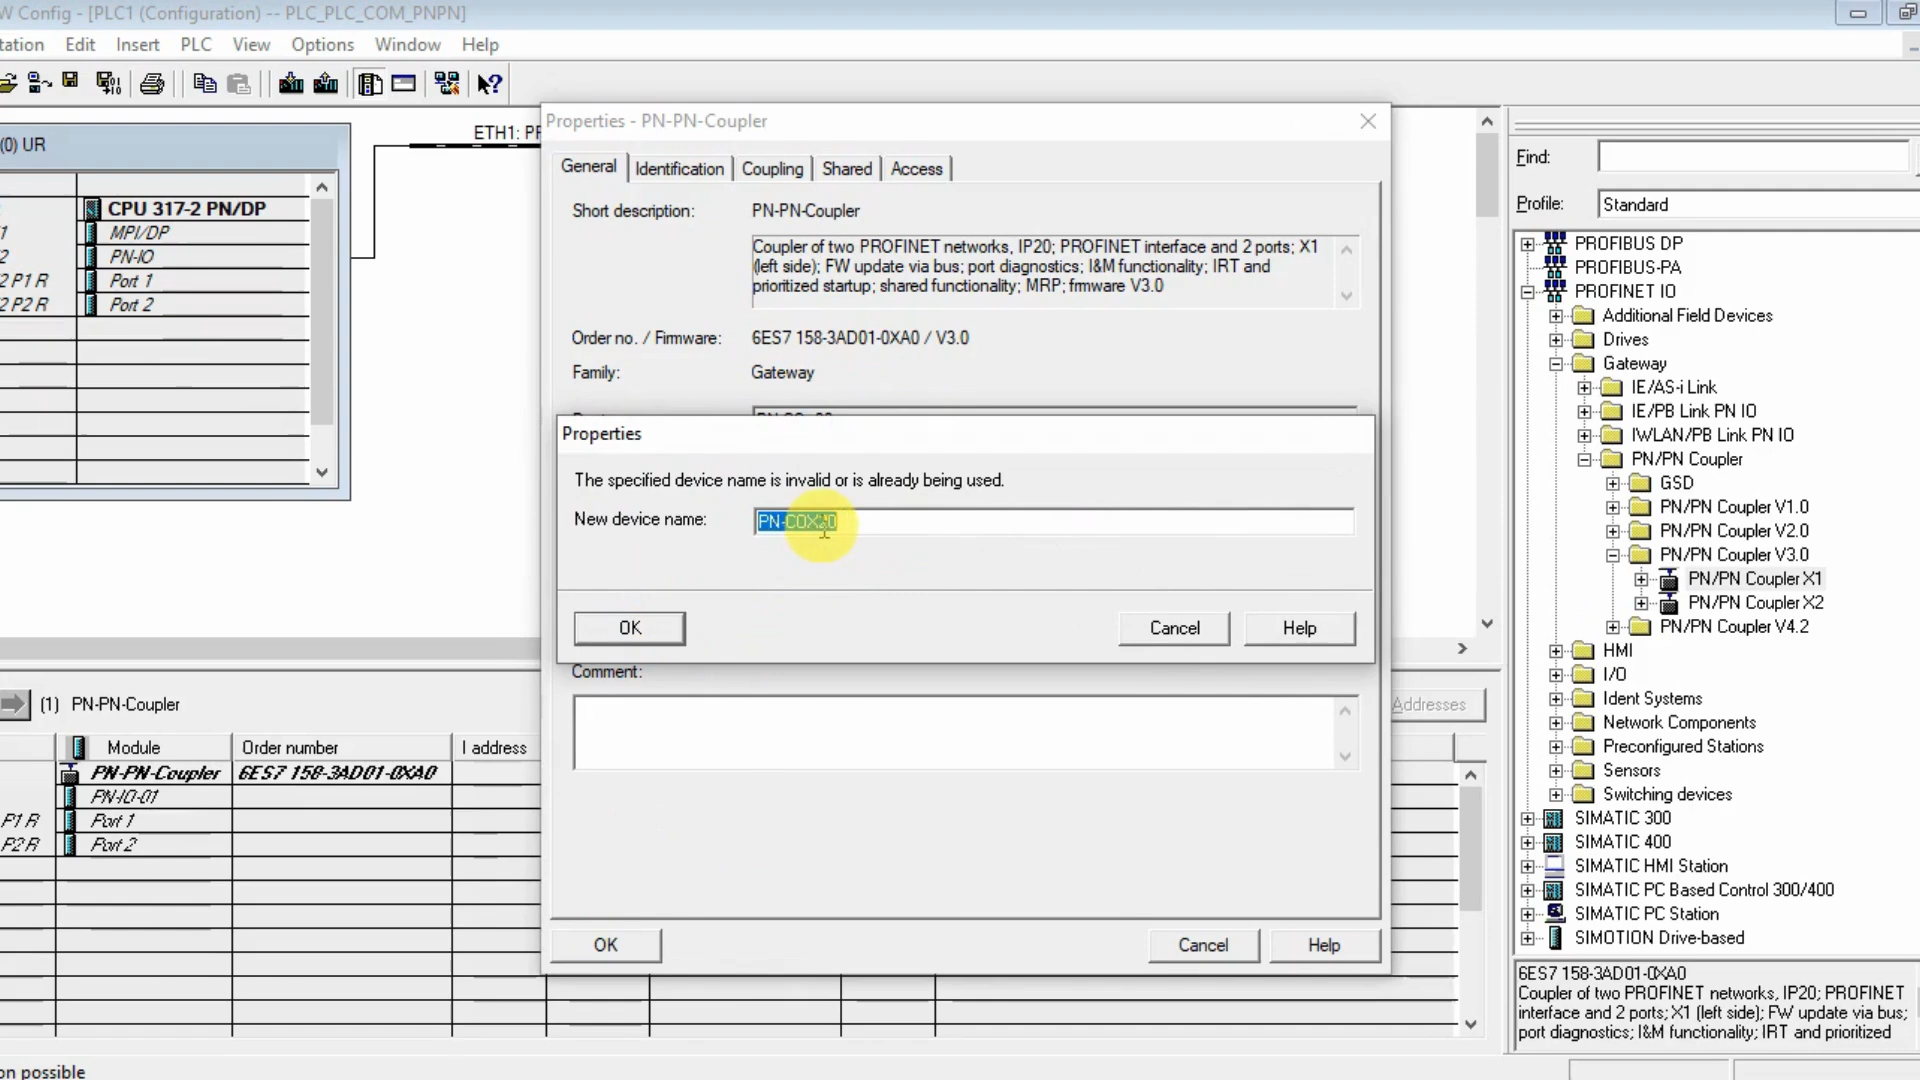 W Config - [PLC1 (Configuration) -- PLC_PLC_COM_PNPN]
tation Edit Insert PLC View Options Window Help
(0) UR
ETH1: PF
CPU 317-2 PN/DP
1 MPI/DP
2 PN-IO
2 P1 R Port 1
2 P2 R Port 2
Properties - PN-PN-Coupler
General Identification Coupling Shared Access
Short description: PN-PN-Coupler
Coupler of two PROFINET networks, IP20; PROFINET interface and 2 ports; X1
(left side); FW update via bus; port diagnostics; I&M functionality; IRT and
prioritized startup; shared functionality; MRP; frmware V3.0
Order no. / Firmware: 6ES7 158-3AD01-0XA0 / V3.0
Family: Gateway
Properties
The specified device name is invalid or is already being used.
New device name: PN-COX20
OK Cancel Help
Comment:
OK Cancel Help
(1) PN-PN-Coupler
Addresses
Module Order number I address
PN-PN-Coupler 6ES7 158-3AD01-0XA0
PN-IO-01
P1 R Port 1
P2 R Port 2
on possible
Find:
Profile: Standard
PROFIBUS DP
PROFIBUS-PA
PROFINET IO
Additional Field Devices
Drives
Gateway
IE/AS-i Link
IE/PB Link PN IO
IWLAN/PB Link PN IO
PN/PN Coupler
GSD
PN/PN Coupler V1.0
PN/PN Coupler V2.0
PN/PN Coupler V3.0
PN/PN Coupler X1
PN/PN Coupler X2
PN/PN Coupler V4.2
HMI
I/O
Ident Systems
Network Components
Preconfigured Stations
Sensors
Switching devices
SIMATIC 300
SIMATIC 400
SIMATIC HMI Station
SIMATIC PC Based Control 300/400
SIMATIC PC Station
SIMOTION Drive-based
6ES7 158-3AD01-0XA0
Coupler of two PROFINET networks, IP20; PROFINET
interface and 2 ports; X1 (left side); FW update via bus;
port diagnostics; I&M functionality; IRT and prioritized